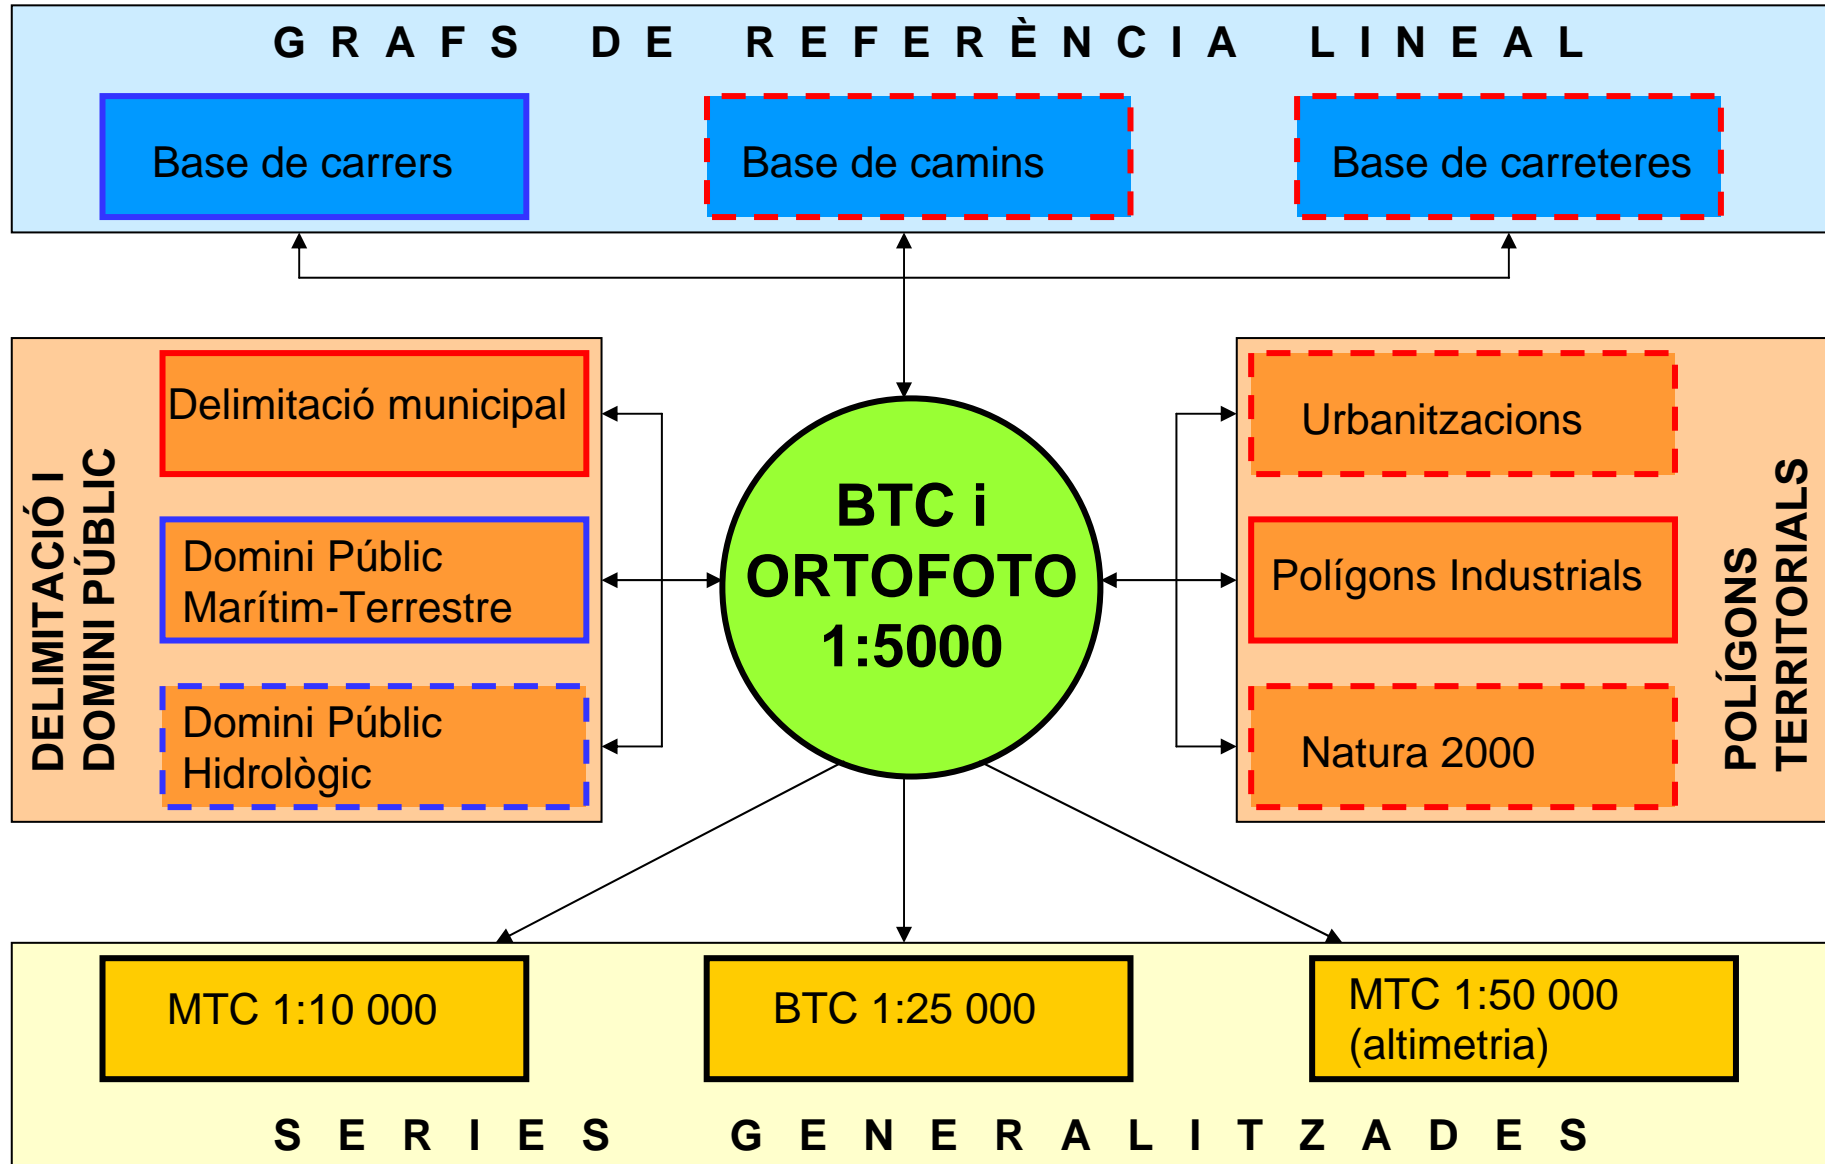 GRAFS DE REFERÈNCIA LINEAL
Base de carrers
Base de camins
Base de carreteres
DELIMITACIÓ I
DOMINI PÚBLIC
Delimitació municipal
Domini Públic
Marítim-Terrestre
Domini Públic
Hidrològic
BTC i
ORTOFOTO
1:5000
Urbanitzacions
Polígons Industrials
Natura 2000
POLÍGONS
TERRITORIALS
MTC 1:10 000
BTC 1:25 000
MTC 1:50 000
(altimetria)
SERIES GENERALITZADES